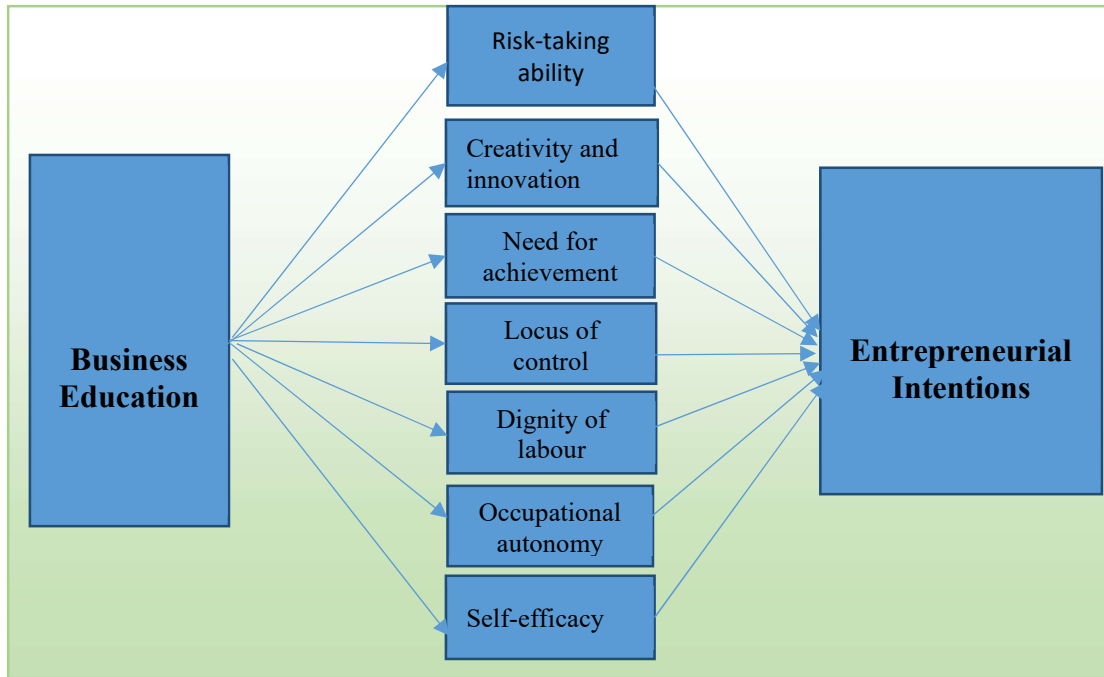 Risk-taking
ability
Creativity and
innovation
Need for
achievement
Locus of
control
Dignity of
labour
Occupational
autonomy
Self-efficacy
Business
Education
Entrepreneurial
Intentions